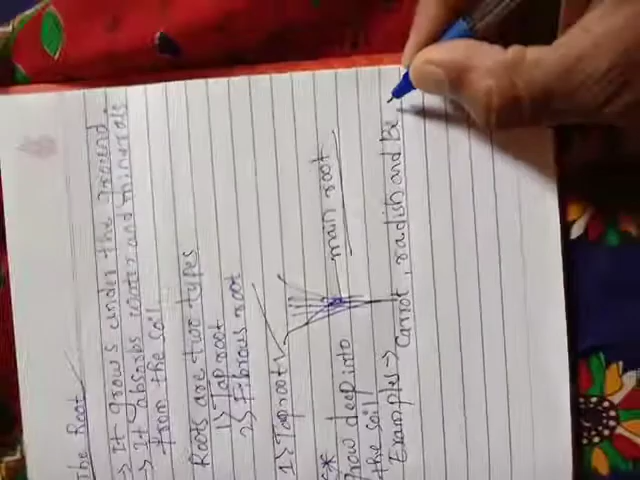 The Root
→ It grows under the ground.
→ It absorbs water and minerals
from the soil
Roots are two types
1) Tap root
2) Fibrous root
1) Tap root
* main root
Grow deep into
the soil
Examples → Carrot, radish and Be